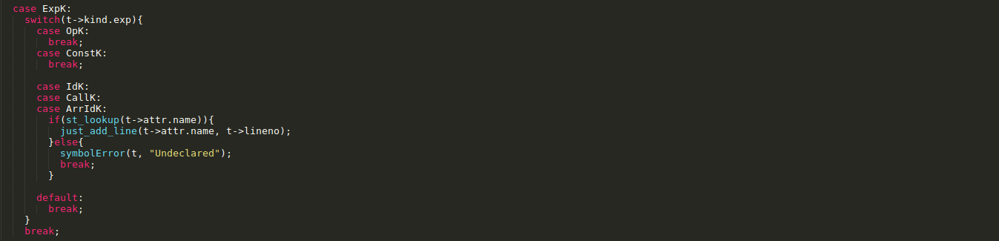 case ExpK:
switch(t->kind.exp){
case OpK:
break;
case ConstK:
break;
case IdK:
case CallK:
case ArrIdK:
if(st_lookup(t->attr.name)){
just_add_line(t->attr.name, t->lineno);
}else{
symbolError(t, "Undeclared");
break;
}
default:
break;
}
break;